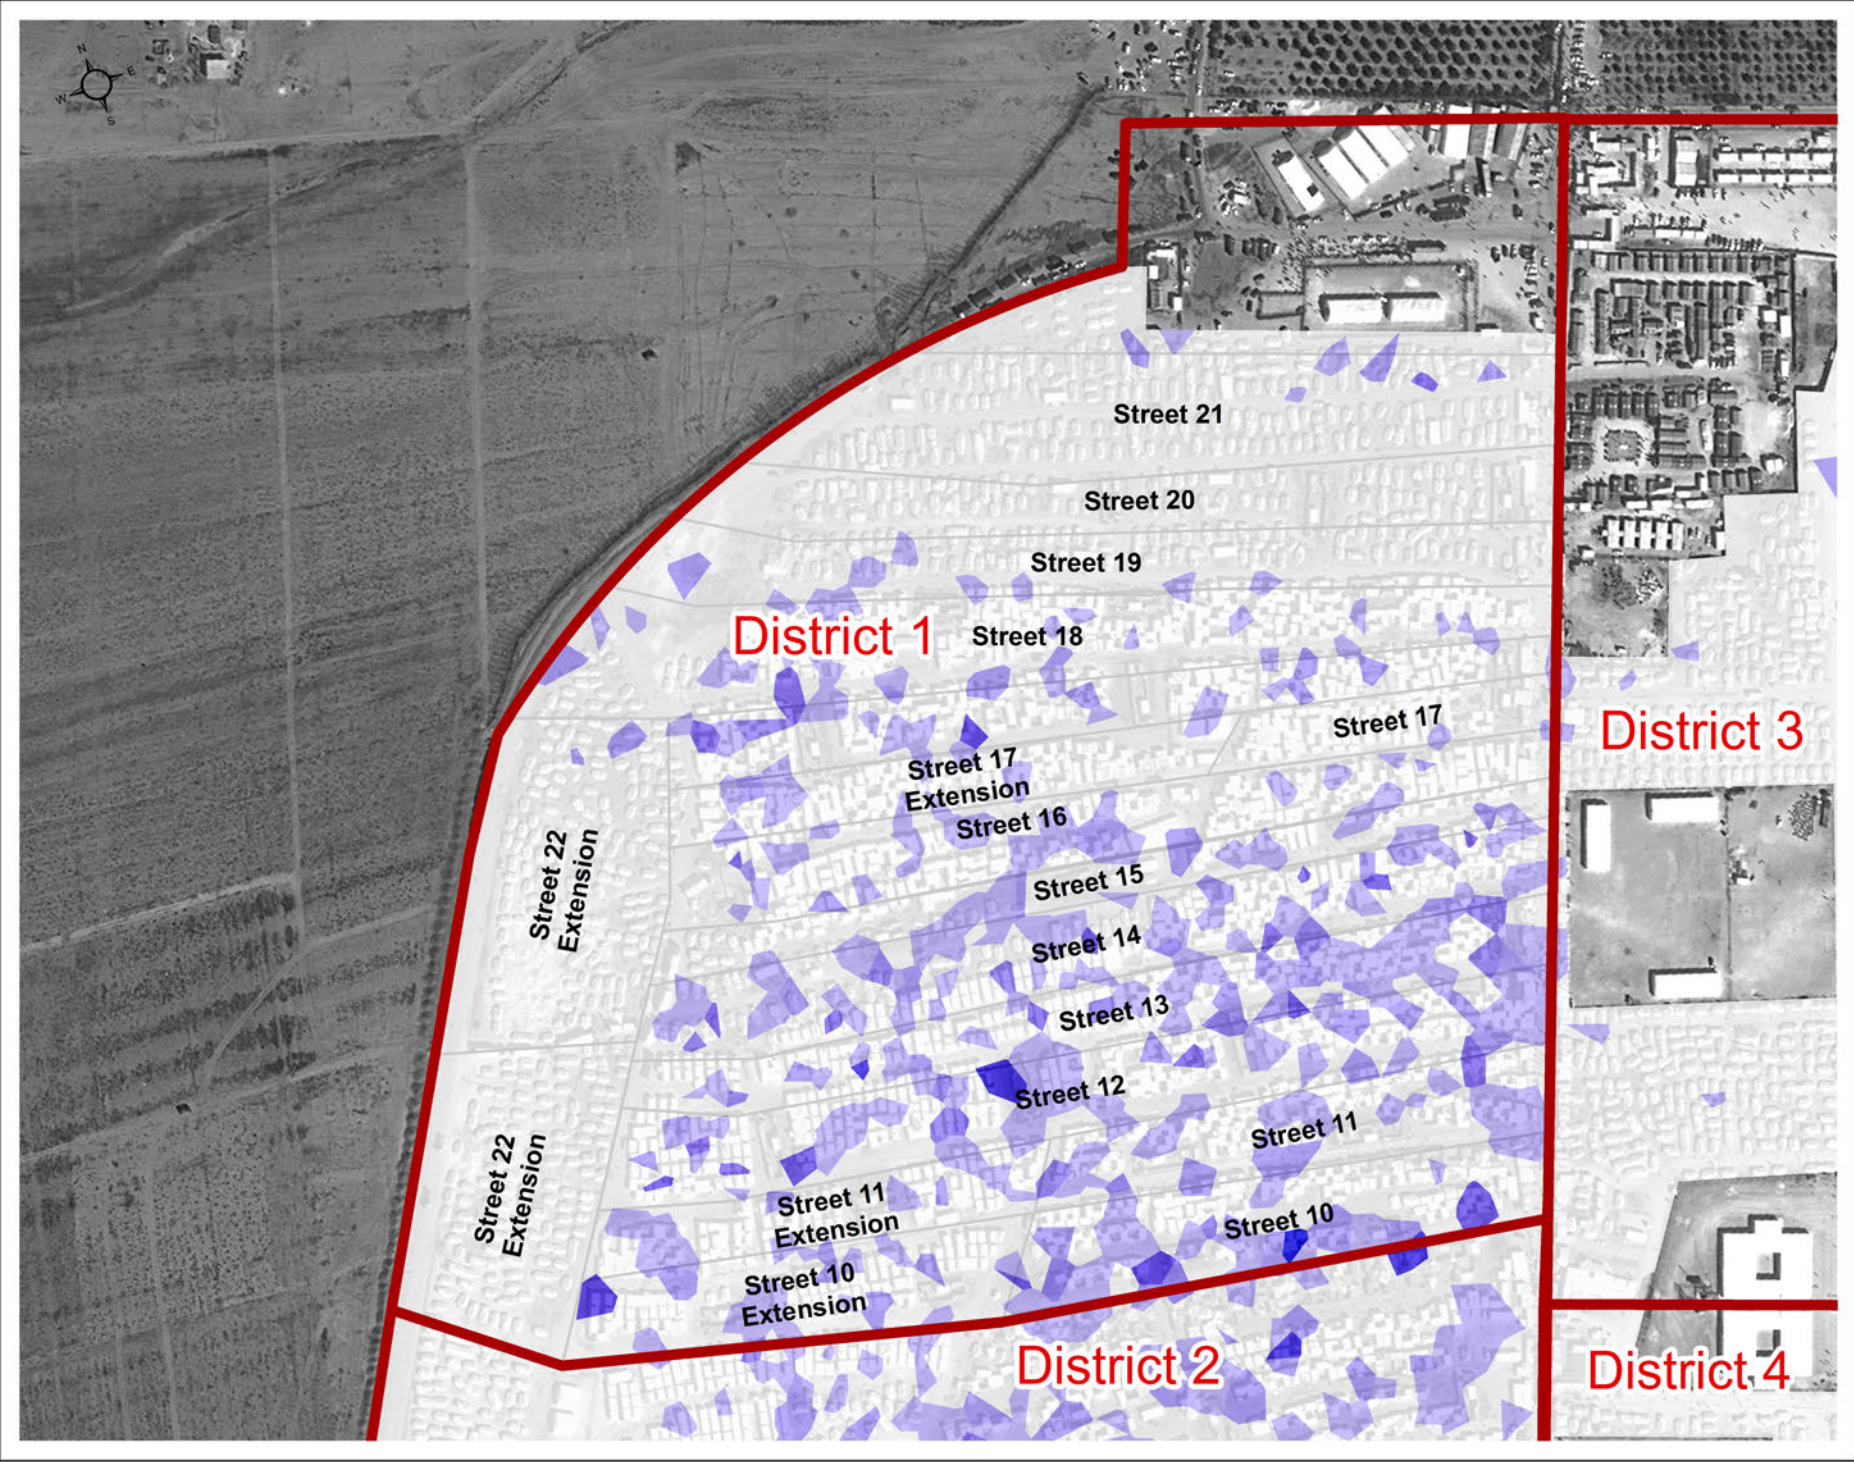 N
E
W
S
Street 21
Street 20
Street 19
District 1
Street 18
Street 17
District 3
Street 17
Extension
Street 16
Street 22
Extension
Street 15
Street 14
Street 13
Street 12
Street 11
Street 22
Extension
Street 11
Extension
Street 10
Street 10
Extension
District 2
District 4